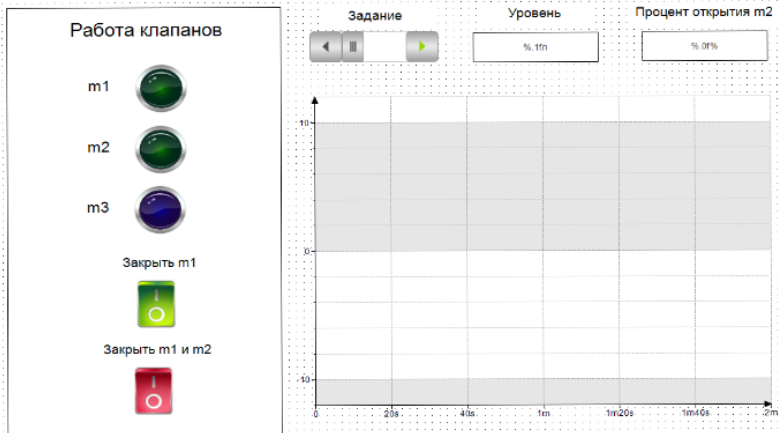 Работа клапанов
m1
m2
m3
Закрыть m1
Закрыть m1 и m2
Задание
Уровень
Процент открытия m2
%.1fл
%.0f%
10
0
-10
0
20s
40s
1m
1m20s
1m40s
2m